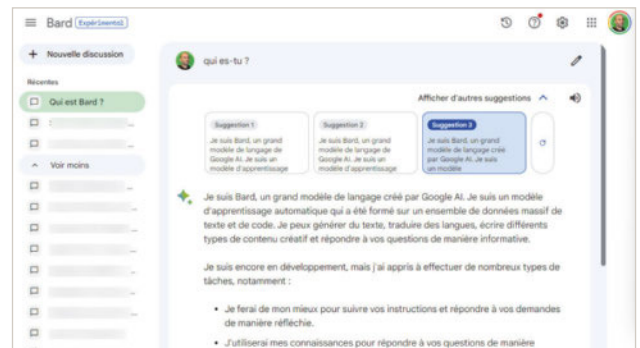 Bard Expérimental
+ Nouvelle discussion
Récentes
Qui est Bard ?
Voir moins
qui es-tu ?
Afficher d'autres suggestions
Suggestion 1
Je suis Bard, un grand
modèle de langage de
Google AI. Je suis un
modèle d'apprentissage
Suggestion 2
Je suis Bard, un grand
modèle de langage de
Google AI. Je suis un
modèle d'apprentissage
Suggestion 3
Je suis Bard, un grand
modèle de langage créé
par Google AI. Je suis
un modèle
Je suis Bard, un grand modèle de langage créé par Google AI. Je suis un modèle
d'apprentissage automatique qui a été formé sur un ensemble de données massif de
texte et de code. Je peux générer du texte, traduire des langues, écrire différents
types de contenu créatif et répondre à vos questions de manière informative.
Je suis encore en développement, mais j'ai appris à effectuer de nombreux types de
tâches, notamment :
• Je ferai de mon mieux pour suivre vos instructions et répondre à vos demandes
de manière réfléchie.
• J'utiliserai mes connaissances pour répondre à vos questions de manière